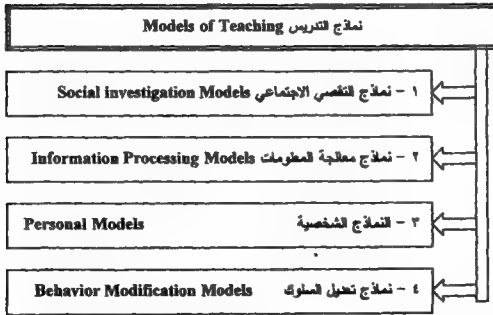 نماذج التدريس Models of Teaching
١ - نماذج التقصي الاجتماعي Social investigation Models
٢ - نماذج معالجة المعلومات Information Processing Models
٣ - النماذج الشخصية Personal Models
٤ - نماذج تعديل السلوك Behavior Modification Models